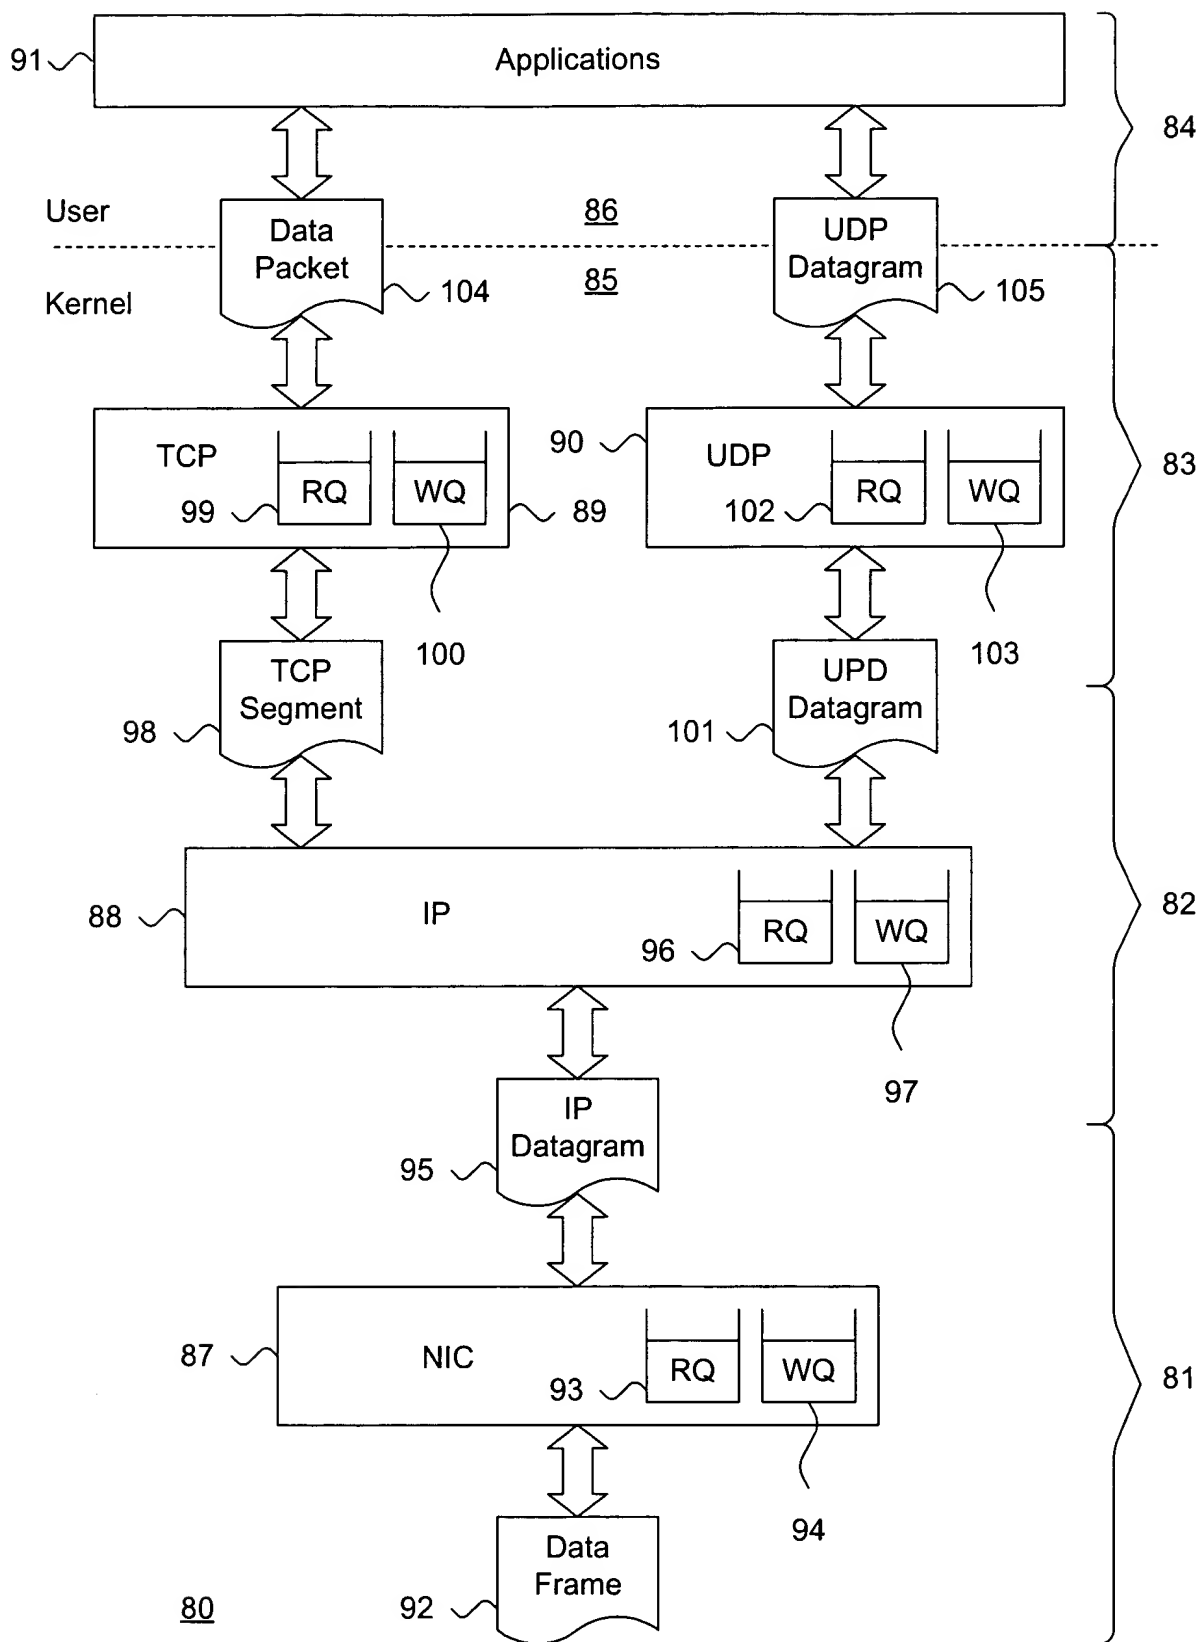 91
Applications
84
User
86
Data
Packet
UDP
Datagram
Kernel
85
104
105
TCP
RQ
WQ
99
89
90
UDP
RQ
WQ
102
83
100
103
TCP
Segment
98
UPD
Datagram
101
88
IP
RQ
WQ
96
82
97
IP
Datagram
95
87
NIC
RQ
WQ
93
81
94
Data
Frame
92
80